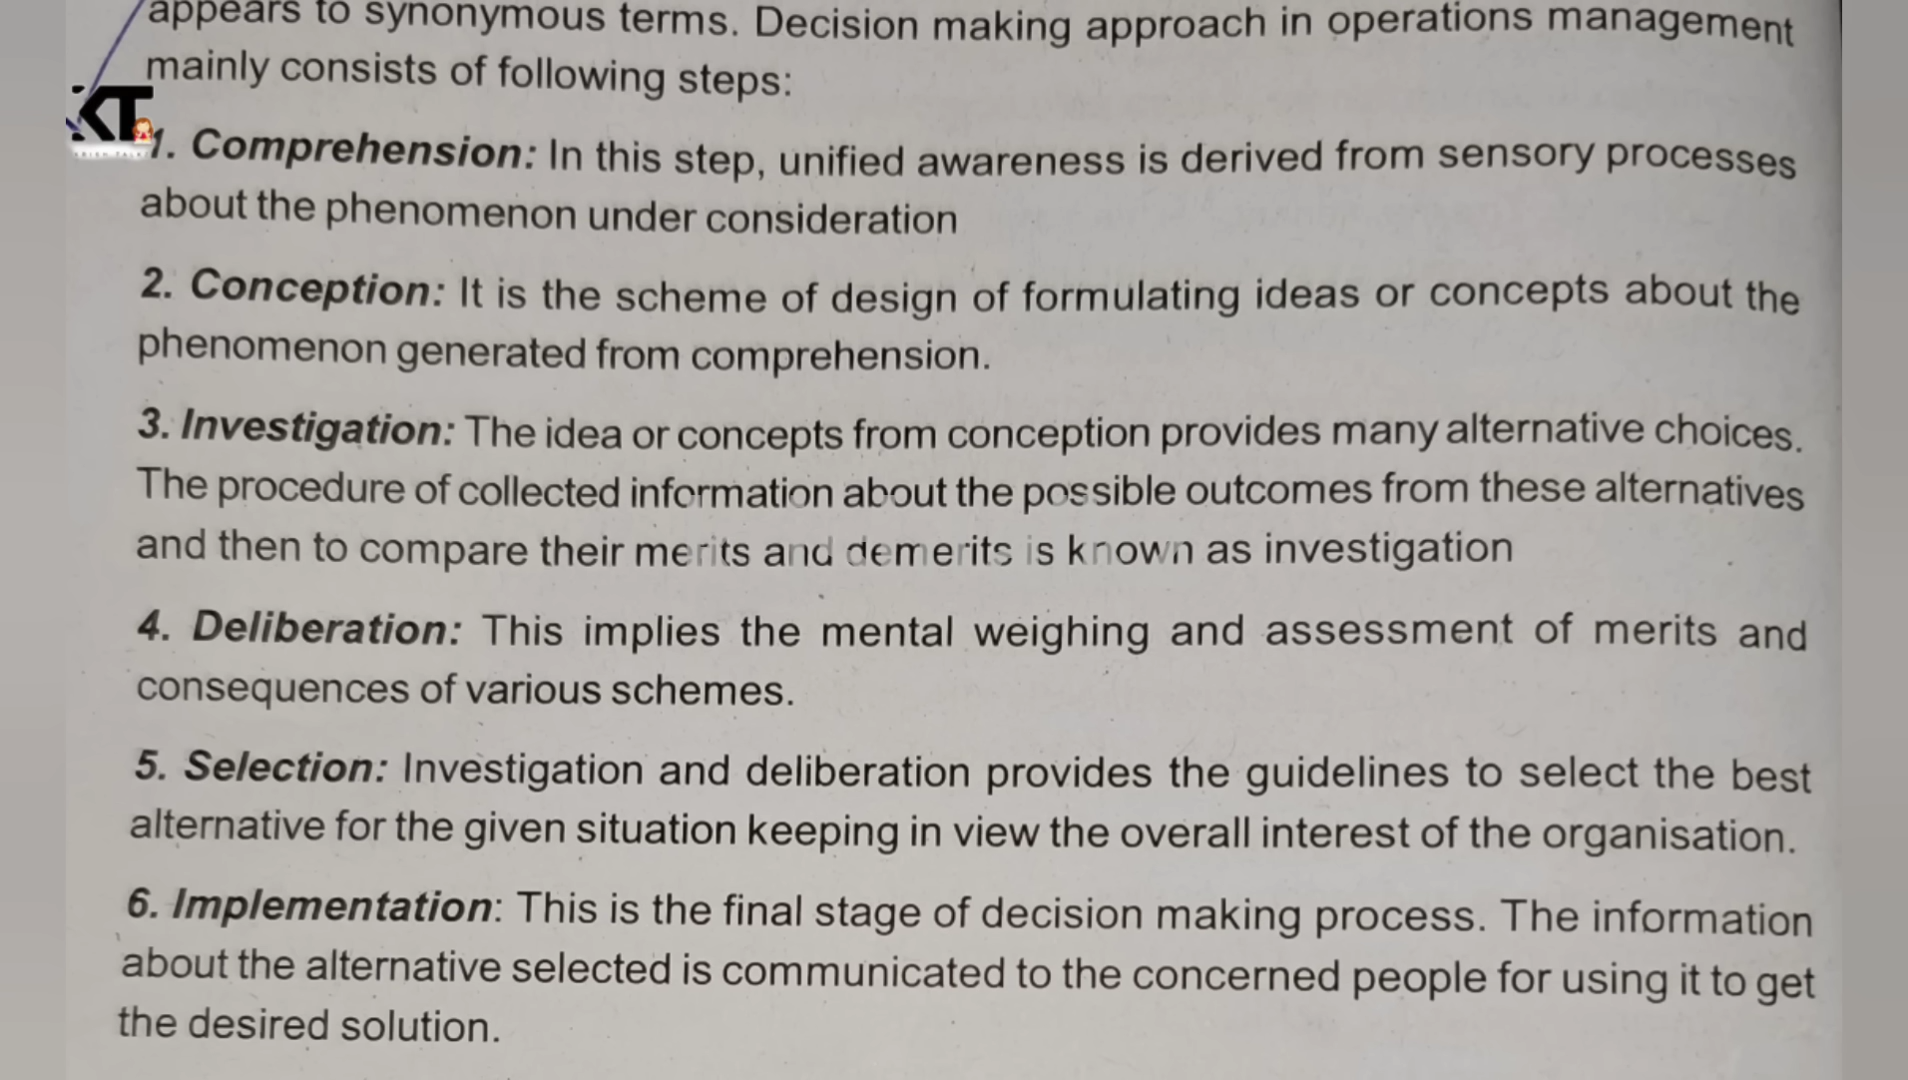 appears to synonymous terms. Decision making approach in operations management
mainly consists of following steps:
KT
1. Comprehension: In this step, unified awareness is derived from sensory processes
about the phenomenon under consideration
2. Conception: It is the scheme of design of formulating ideas or concepts about the
phenomenon generated from comprehension.
3. Investigation: The idea or concepts from conception provides many alternative choices.
The procedure of collected information about the possible outcomes from these alternatives
and then to compare their merits and demerits is known as investigation
4. Deliberation: This implies the mental weighing and assessment of merits and
consequences of various schemes.
5. Selection: Investigation and deliberation provides the guidelines to select the best
alternative for the given situation keeping in view the overall interest of the organisation.
6. Implementation: This is the final stage of decision making process. The information
about the alternative selected is communicated to the concerned people for using it to get
the desired solution.